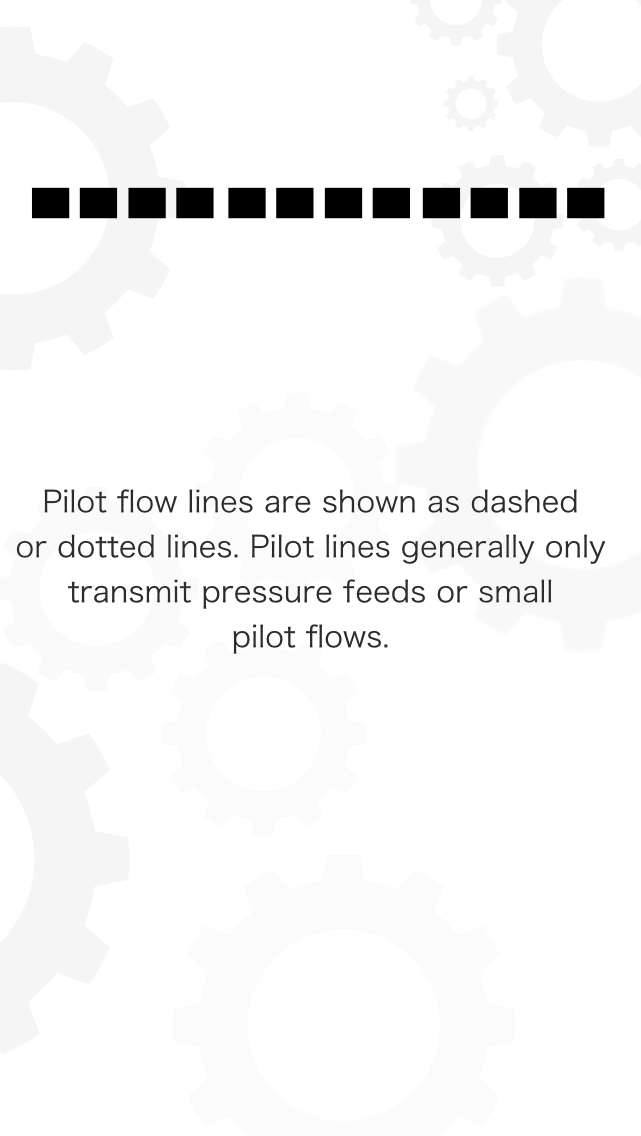 Pilot flow lines are shown as dashed
or dotted lines. Pilot lines generally only
transmit pressure feeds or small
pilot flows.